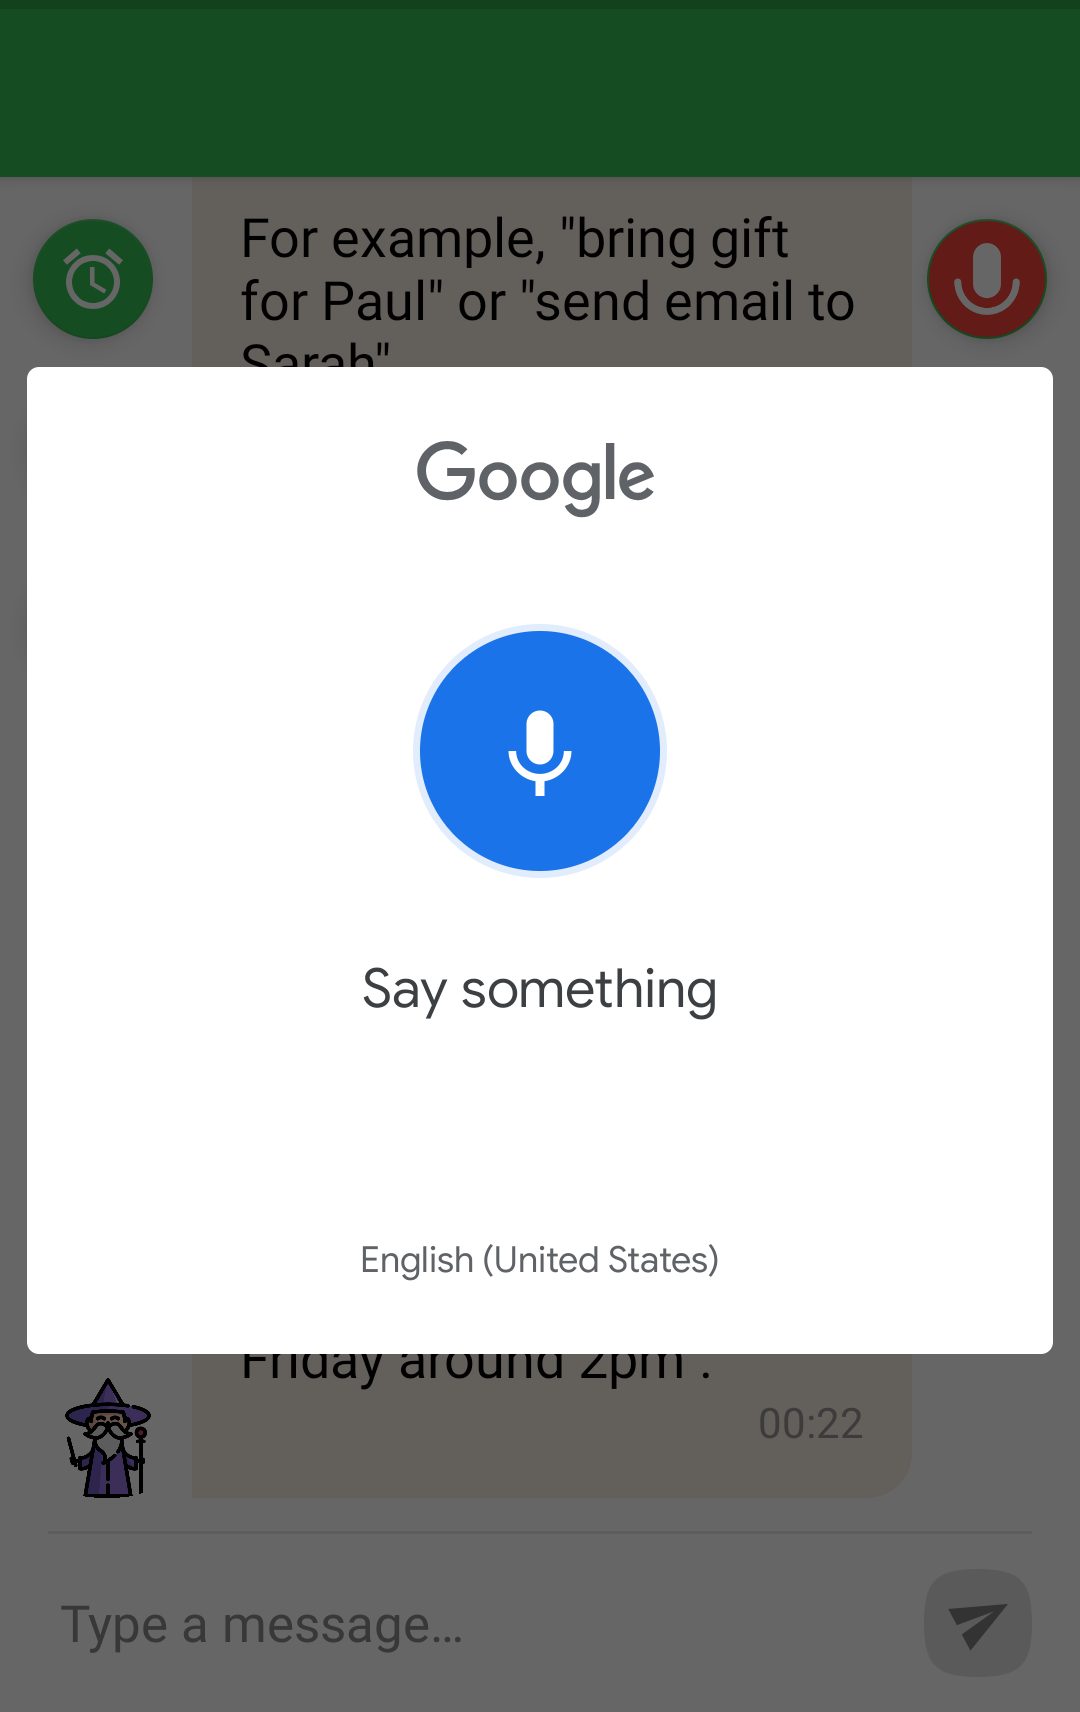 For example, "bring gift
for Paul" or "send email to
Sarah"
Google
Say something
English (United States)
Friday around 2pm .
00:22
Type a message...